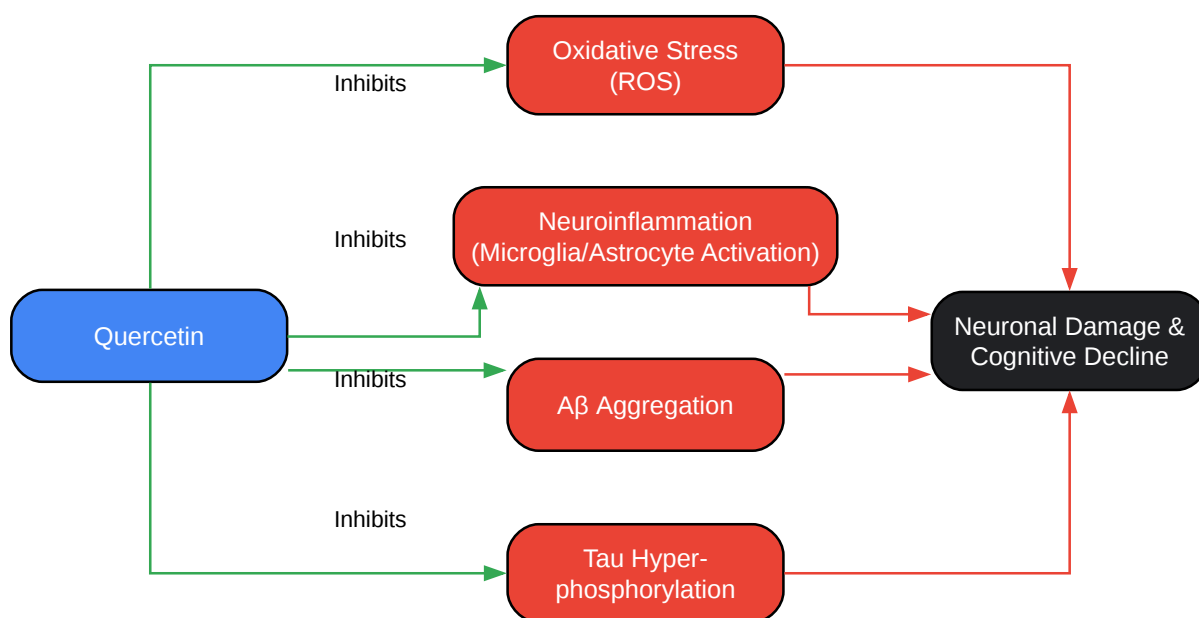 Oxidative Stress
(ROS)
Inhibits
Neuroinflammation
(Microglia/Astrocyte Activation)
Inhibits
Quercetin
Neuronal Damage &
Cognitive Decline
Inhibits
Aβ Aggregation
Inhibits
Tau Hyper-
phosphorylation